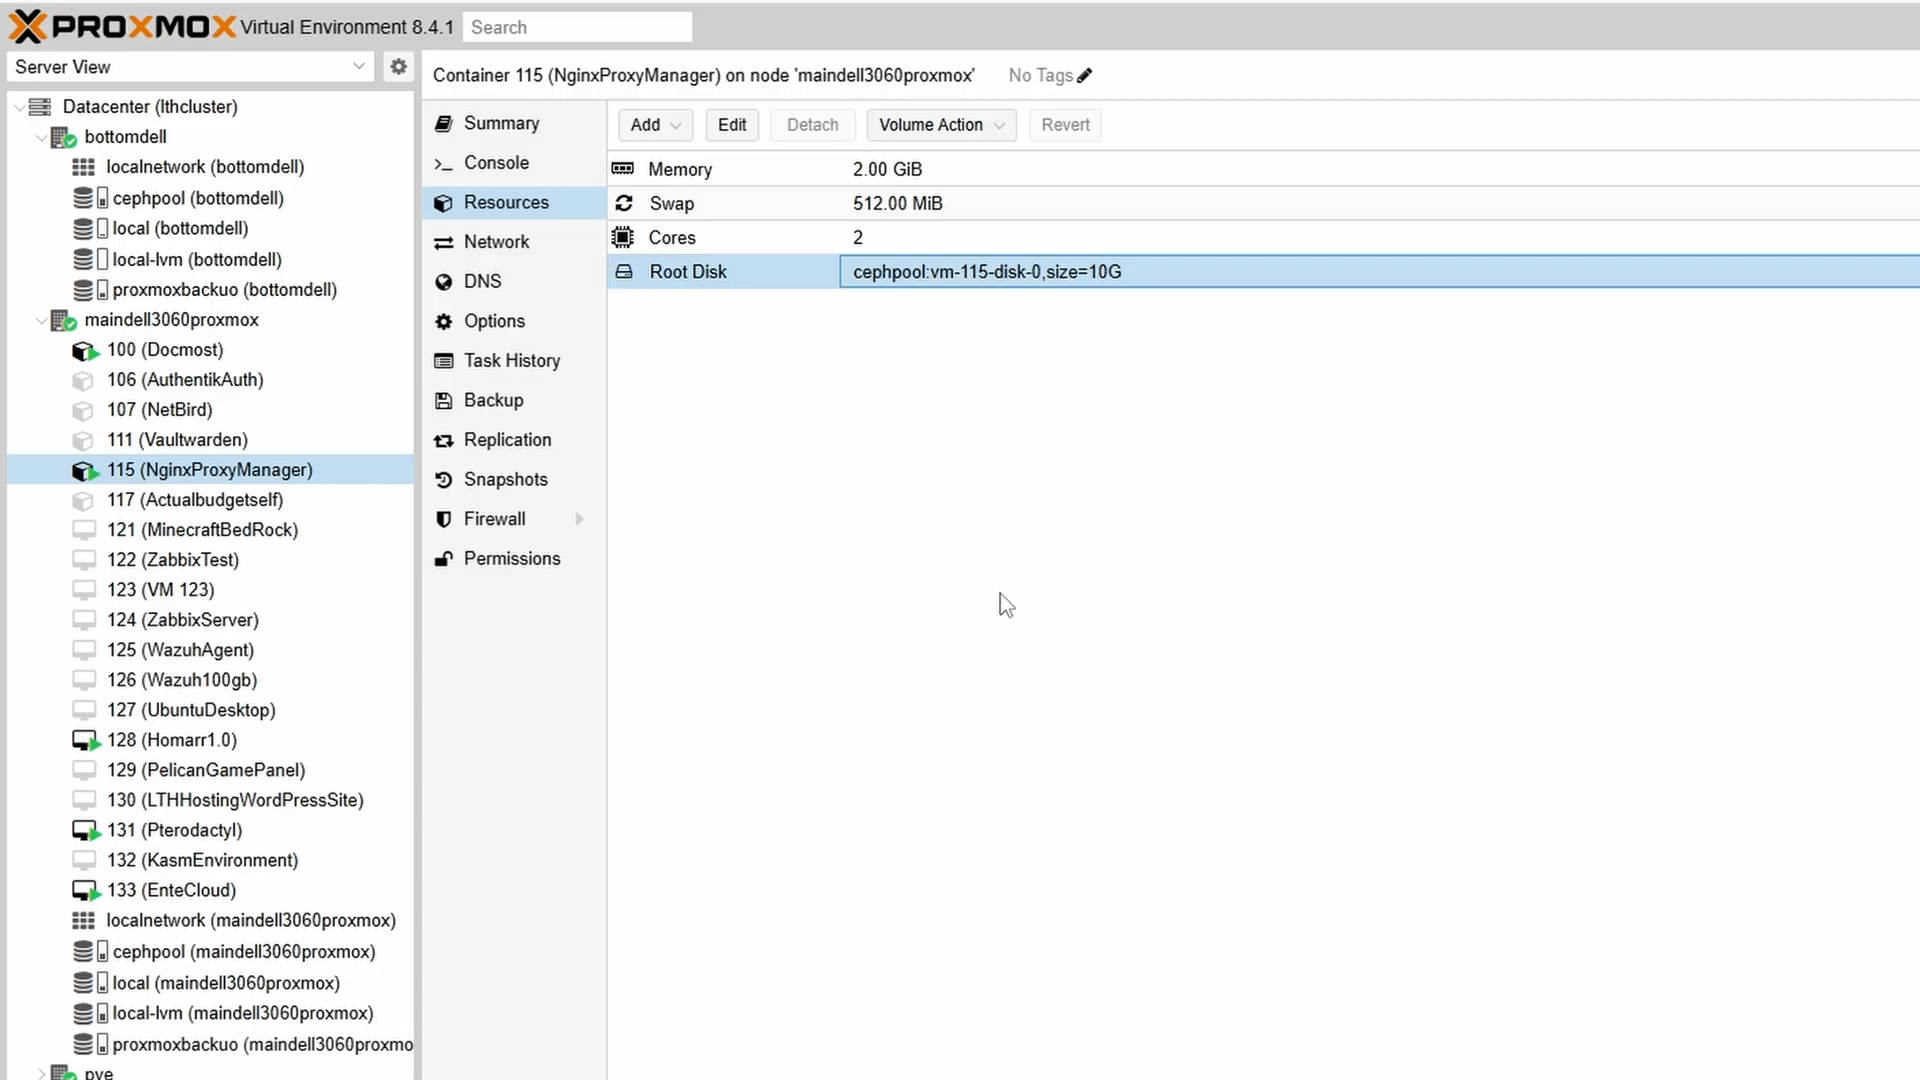 PROXMOX Virtual Environment 8.4.1 Search
Server View
Container 115 (NginxProxyManager) on node 'maindell3060proxmox' No Tags
Datacenter (lthcluster)
bottomdell
localnetwork (bottomdell)
cephpool (bottomdell)
local (bottomdell)
local-lvm (bottomdell)
proxmoxbackuo (bottomdell)
maindell3060proxmox
100 (Docmost)
106 (AuthentikAuth)
107 (NetBird)
111 (Vaultwarden)
115 (NginxProxyManager)
117 (Actualbudgetself)
121 (MinecraftBedRock)
122 (ZabbixTest)
123 (VM 123)
124 (ZabbixServer)
125 (WazuhAgent)
126 (Wazuh100gb)
127 (UbuntuDesktop)
128 (Homarr1.0)
129 (PelicanGamePanel)
130 (LTHHostingWordPressSite)
131 (Pterodactyl)
132 (KasmEnvironment)
133 (EnteCloud)
localnetwork (maindell3060proxmox)
cephpool (maindell3060proxmox)
local (maindell3060proxmox)
local-lvm (maindell3060proxmox)
proxmoxbackuo (maindell3060proxmo
pve
Summary
Console
Resources
Network
DNS
Options
Task History
Backup
Replication
Snapshots
Firewall
Permissions
Add Edit Detach Volume Action Revert
Memory 2.00 GiB
Swap 512.00 MiB
Cores 2
Root Disk cephpool:vm-115-disk-0,size=10G